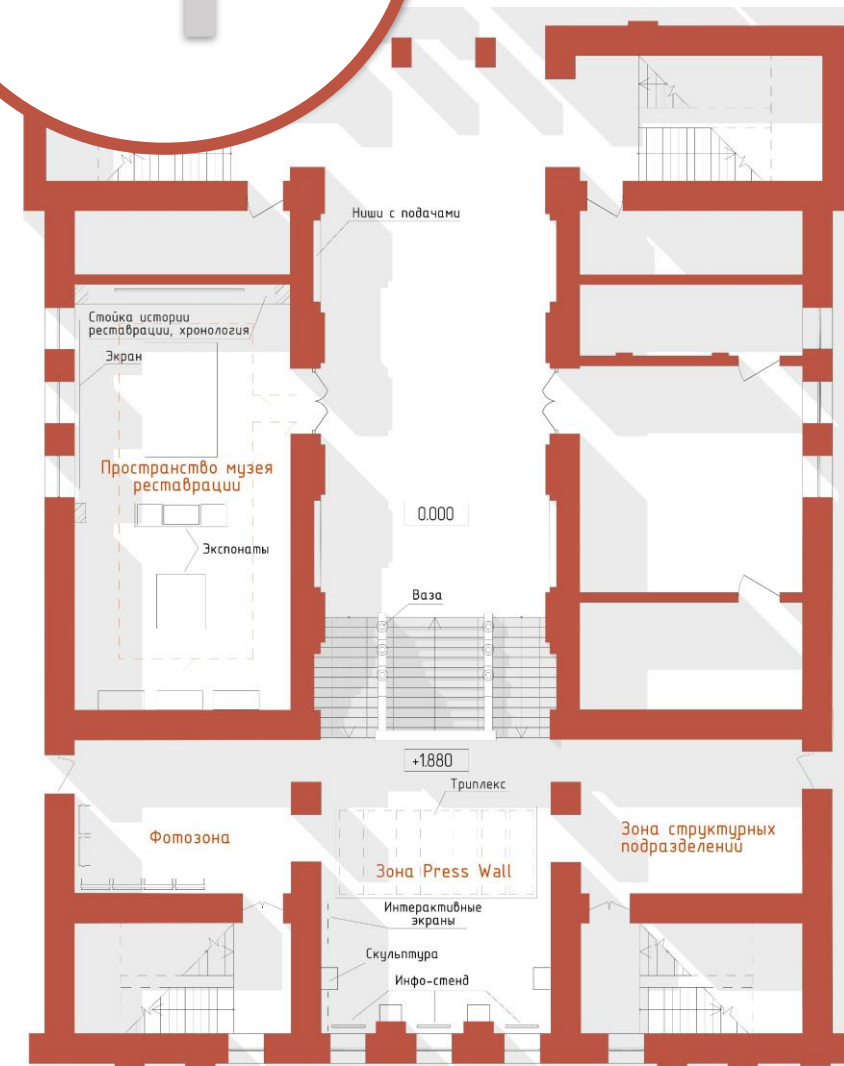 Ниши с подачами
Стойка истории
реставрации, хронология
Экран
Пространство музея
реставрации
0.000
Экспонаты
Ваза
+1.880
Триплекс
Фотозона
Зона структурных
подразделении
Зона Press Wall
Интерактивные
экраны
Скульптура
Инфо-стенд